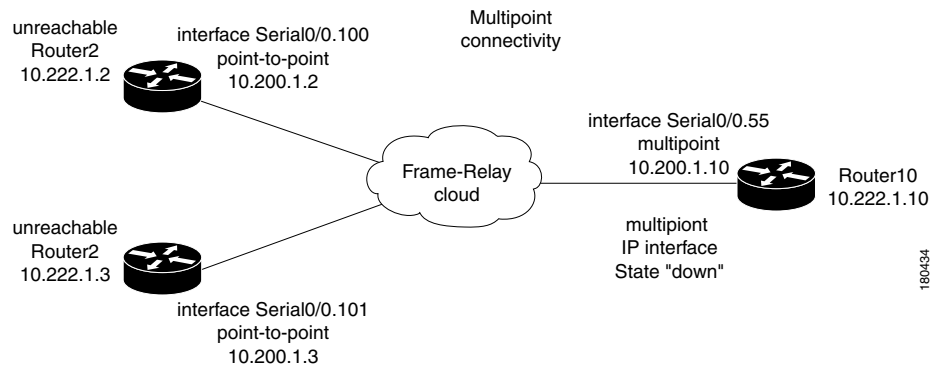 Multipoint
connectivity
unreachable
Router2
10.222.1.2
interface Serial0/0.100
point-to-point
10.200.1.2
interface Serial0/0.55
multipoint
10.200.1.10
Frame-Relay
cloud
Router10
10.222.1.10
multipiont
IP interface
State "down"
unreachable
Router2
10.222.1.3
interface Serial0/0.101
point-to-point
10.200.1.3
180434